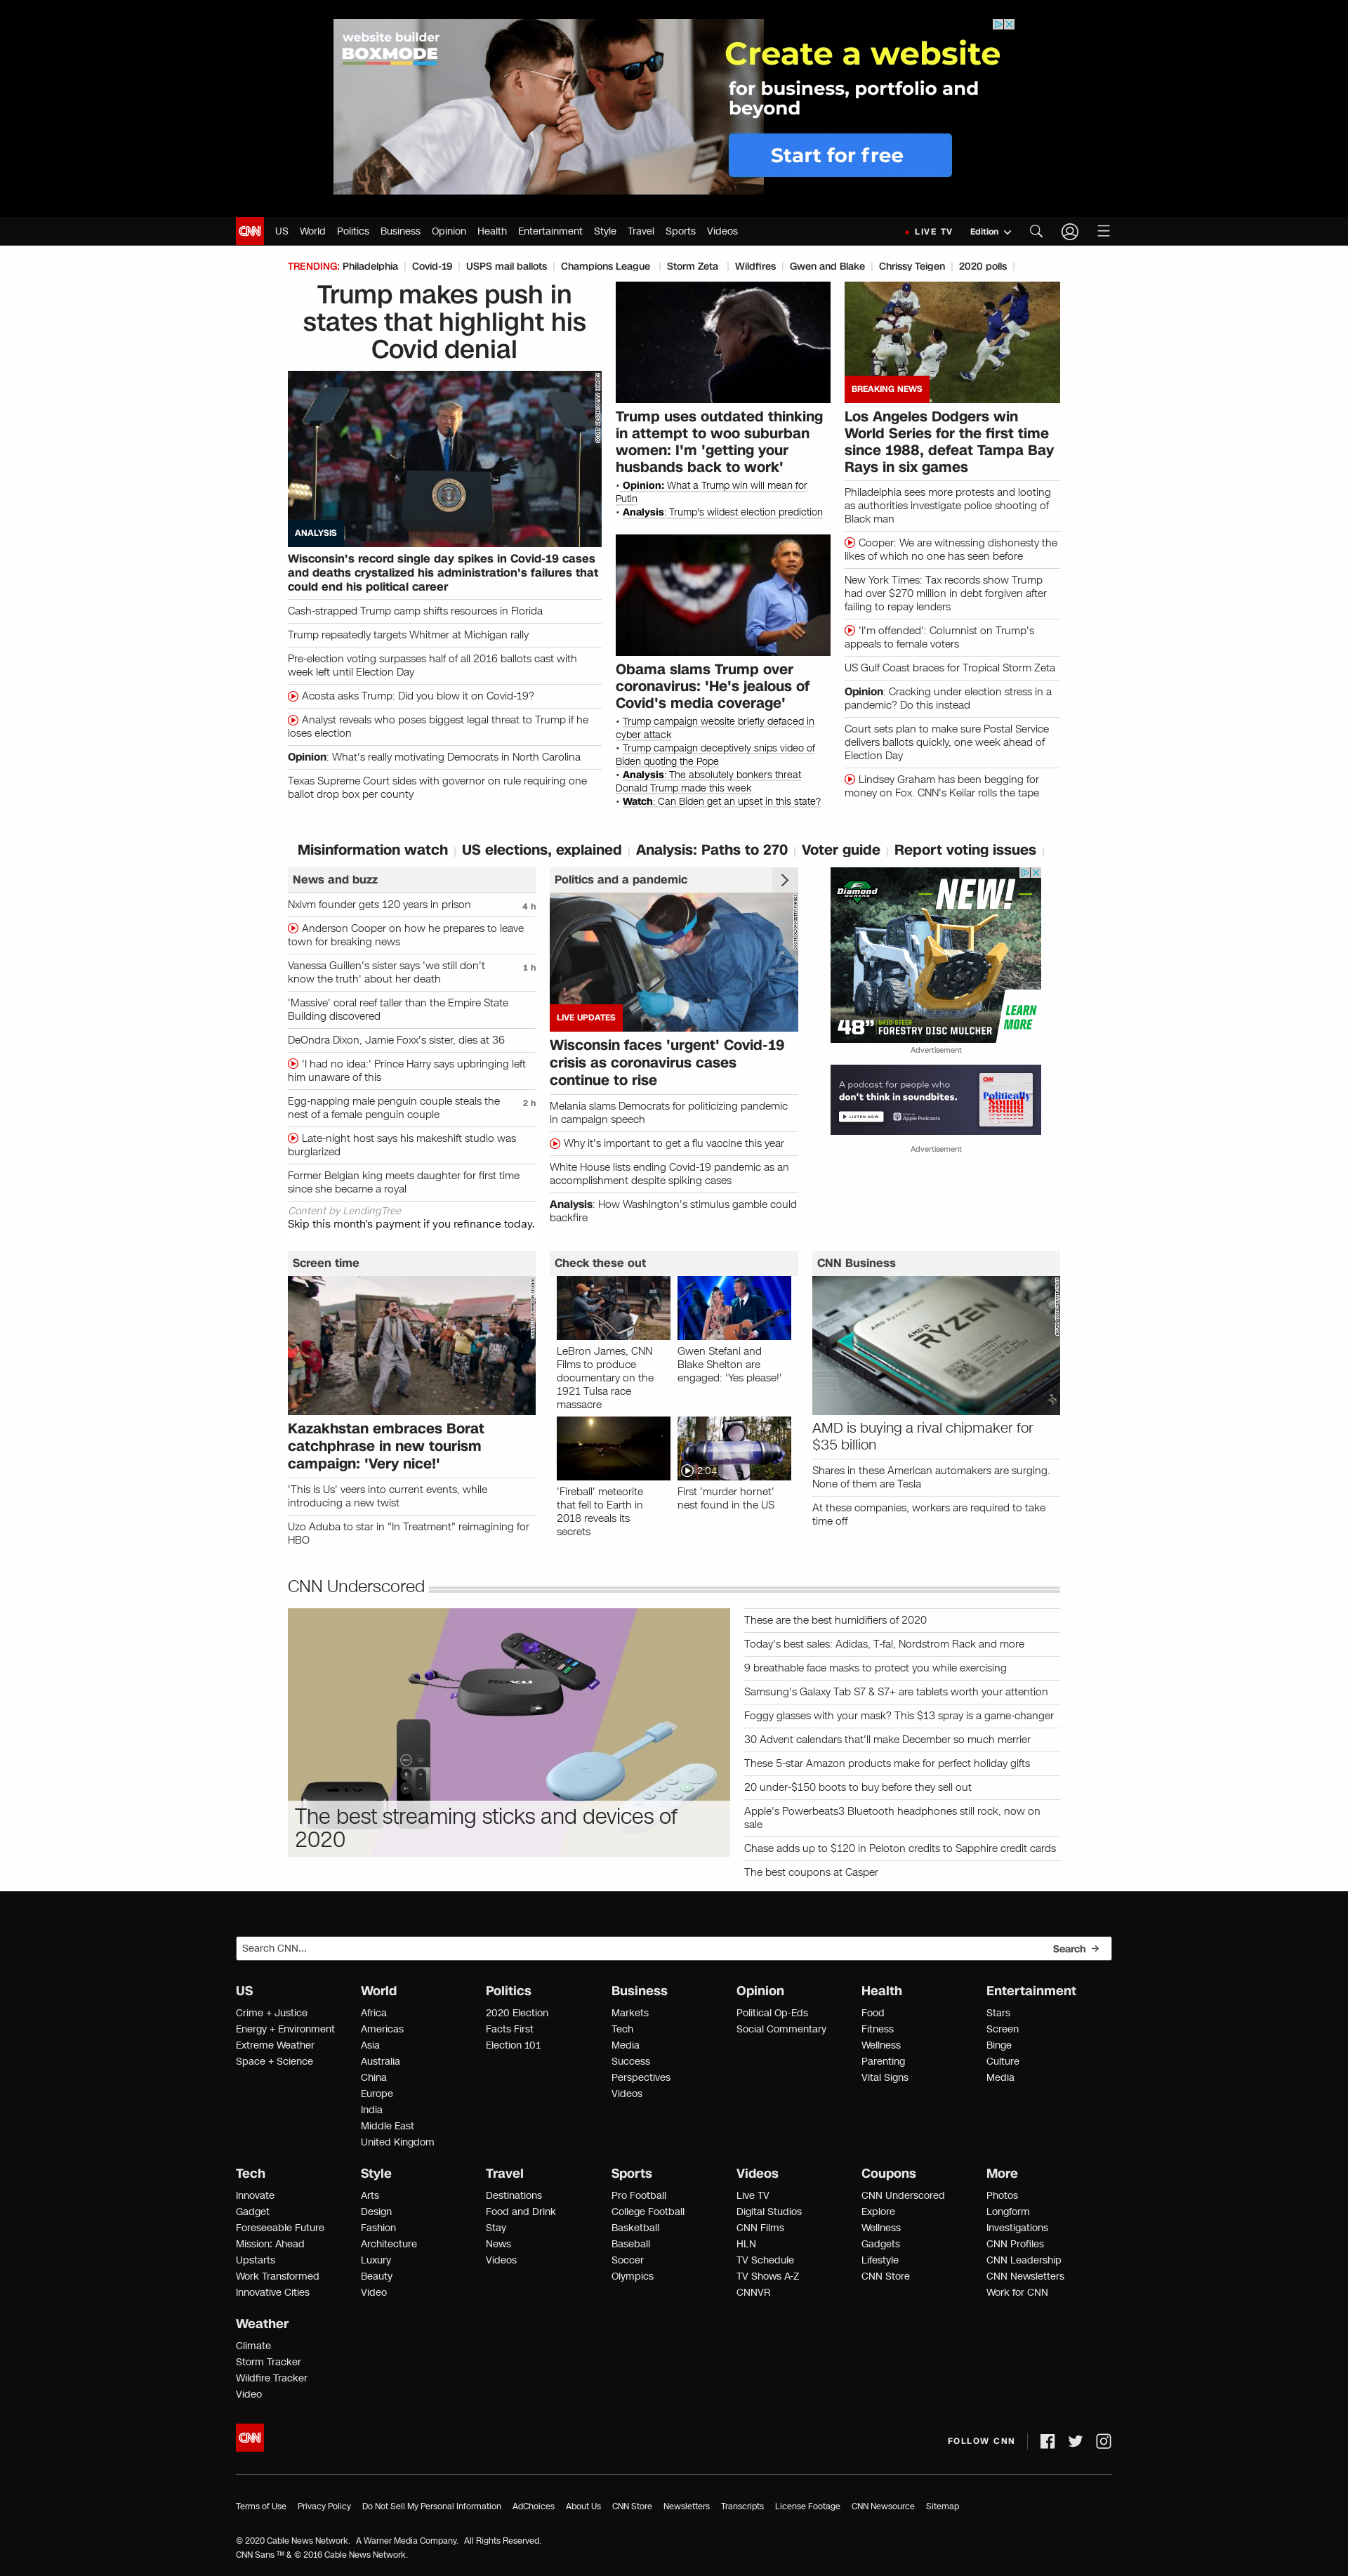 website builder
BOXMODE
Create a website
for business, portfolio and
beyond
Start for free
CNN
US World Politics Business Opinion Health Entertainment Style Travel Sports Videos
LIVE TV Edition
TRENDING: Philadelphia | Covid-19 | USPS mail ballots | Champions League | Storm Zeta | Wildfires | Gwen and Blake | Chrissy Teigen | 2020 polls |
Trump makes push in
states that highlight his
Covid denial
ANALYSIS
Wisconsin's record single day spikes in Covid-19 cases
and deaths crystalized his administration's failures that
could end his political career
Cash-strapped Trump camp shifts resources in Florida
Trump repeatedly targets Whitmer at Michigan rally
Pre-election voting surpasses half of all 2016 ballots cast with
week left until Election Day
Acosta asks Trump: Did you blow it on Covid-19?
Analyst reveals who poses biggest legal threat to Trump if he
loses election
Opinion: What's really motivating Democrats in North Carolina
Texas Supreme Court sides with governor on rule requiring one
ballot drop box per county
Trump uses outdated thinking
in attempt to woo suburban
women: I'm 'getting your
husbands back to work'
• Opinion: What a Trump win will mean for
Putin
• Analysis: Trump's wildest election prediction
Obama slams Trump over
coronavirus: 'He's jealous of
Covid's media coverage'
• Trump campaign website briefly defaced in
cyber attack
• Trump campaign deceptively snips video of
Biden quoting the Pope
• Analysis: The absolutely bonkers threat
Donald Trump made this week
• Watch: Can Biden get an upset in this state?
BREAKING NEWS
Los Angeles Dodgers win
World Series for the first time
since 1988, defeat Tampa Bay
Rays in six games
Philadelphia sees more protests and looting
as authorities investigate police shooting of
Black man
Cooper: We are witnessing dishonesty the
likes of which no one has seen before
New York Times: Tax records show Trump
had over $270 million in debt forgiven after
failing to repay lenders
'I'm offended': Columnist on Trump's
appeals to female voters
US Gulf Coast braces for Tropical Storm Zeta
Opinion: Cracking under election stress in a
pandemic? Do this instead
Court sets plan to make sure Postal Service
delivers ballots quickly, one week ahead of
Election Day
Lindsey Graham has been begging for
money on Fox. CNN's Keilar rolls the tape
Misinformation watch | US elections, explained | Analysis: Paths to 270 | Voter guide | Report voting issues |
News and buzz
Nxivm founder gets 120 years in prison 4 h
Anderson Cooper on how he prepares to leave
town for breaking news
Vanessa Guillen's sister says 'we still don't 1 h
know the truth' about her death
'Massive' coral reef taller than the Empire State
Building discovered
DeOndra Dixon, Jamie Foxx's sister, dies at 36
'I had no idea:' Prince Harry says upbringing left
him unaware of this
Egg-napping male penguin couple steals the 2 h
nest of a female penguin couple
Late-night host says his makeshift studio was
burglarized
Former Belgian king meets daughter for first time
since she became a royal
Content by LendingTree
Skip this month's payment if you refinance today.
Politics and a pandemic
LIVE UPDATES
Wisconsin faces 'urgent' Covid-19
crisis as coronavirus cases
continue to rise
Melania slams Democrats for politicizing pandemic
in campaign speech
Why it's important to get a flu vaccine this year
White House lists ending Covid-19 pandemic as an
accomplishment despite spiking cases
Analysis: How Washington's stimulus gamble could
backfire
Diamond
MOWERS
NEW!
48" SKID-STEER
FORESTRY DISC MULCHER
LEARN
MORE
Advertisement
A podcast for people who
don't think in soundbites.
LISTEN NOW
Apple Podcasts
CNN
Politically
Sound
Advertisement
Screen time
Kazakhstan embraces Borat
catchphrase in new tourism
campaign: 'Very nice!'
'This is Us' veers into current events, while
introducing a new twist
Uzo Aduba to star in "In Treatment" reimagining for
HBO
Check these out
LeBron James, CNN
Films to produce
documentary on the
1921 Tulsa race
massacre
Gwen Stefani and
Blake Shelton are
engaged: 'Yes please!'
'Fireball' meteorite
that fell to Earth in
2018 reveals its
secrets
2:04
First 'murder hornet'
nest found in the US
CNN Business
AMD
RYZEN
AMD is buying a rival chipmaker for
$35 billion
Shares in these American automakers are surging.
None of them are Tesla
At these companies, workers are required to take
time off
CNN Underscored
Roku
tv
The best streaming sticks and devices of
2020
These are the best humidifiers of 2020
Today's best sales: Adidas, T-fal, Nordstrom Rack and more
9 breathable face masks to protect you while exercising
Samsung's Galaxy Tab S7 & S7+ are tablets worth your attention
Foggy glasses with your mask? This $13 spray is a game-changer
30 Advent calendars that'll make December so much merrier
These 5-star Amazon products make for perfect holiday gifts
20 under-$150 boots to buy before they sell out
Apple's Powerbeats3 Bluetooth headphones still rock, now on
sale
Chase adds up to $120 in Peloton credits to Sapphire credit cards
The best coupons at Casper
Search CNN... Search →
US
Crime + Justice
Energy + Environment
Extreme Weather
Space + Science
World
Africa
Americas
Asia
Australia
China
Europe
India
Middle East
United Kingdom
Politics
2020 Election
Facts First
Election 101
Business
Markets
Tech
Media
Success
Perspectives
Videos
Opinion
Political Op-Eds
Social Commentary
Health
Food
Fitness
Wellness
Parenting
Vital Signs
Entertainment
Stars
Screen
Binge
Culture
Media
Tech
Innovate
Gadget
Foreseeable Future
Mission: Ahead
Upstarts
Work Transformed
Innovative Cities
Style
Arts
Design
Fashion
Architecture
Luxury
Beauty
Video
Travel
Destinations
Food and Drink
Stay
News
Videos
Sports
Pro Football
College Football
Basketball
Baseball
Soccer
Olympics
Videos
Live TV
Digital Studios
CNN Films
HLN
TV Schedule
TV Shows A-Z
CNNVR
Coupons
CNN Underscored
Explore
Wellness
Gadgets
Lifestyle
CNN Store
More
Photos
Longform
Investigations
CNN Profiles
CNN Leadership
CNN Newsletters
Work for CNN
Weather
Climate
Storm Tracker
Wildfire Tracker
Video
CNN
FOLLOW CNN
Terms of Use Privacy Policy Do Not Sell My Personal Information AdChoices About Us CNN Store Newsletters Transcripts License Footage CNN Newsource Sitemap
© 2020 Cable News Network. A Warner Media Company. All Rights Reserved.
CNN Sans ™ & © 2016 Cable News Network.